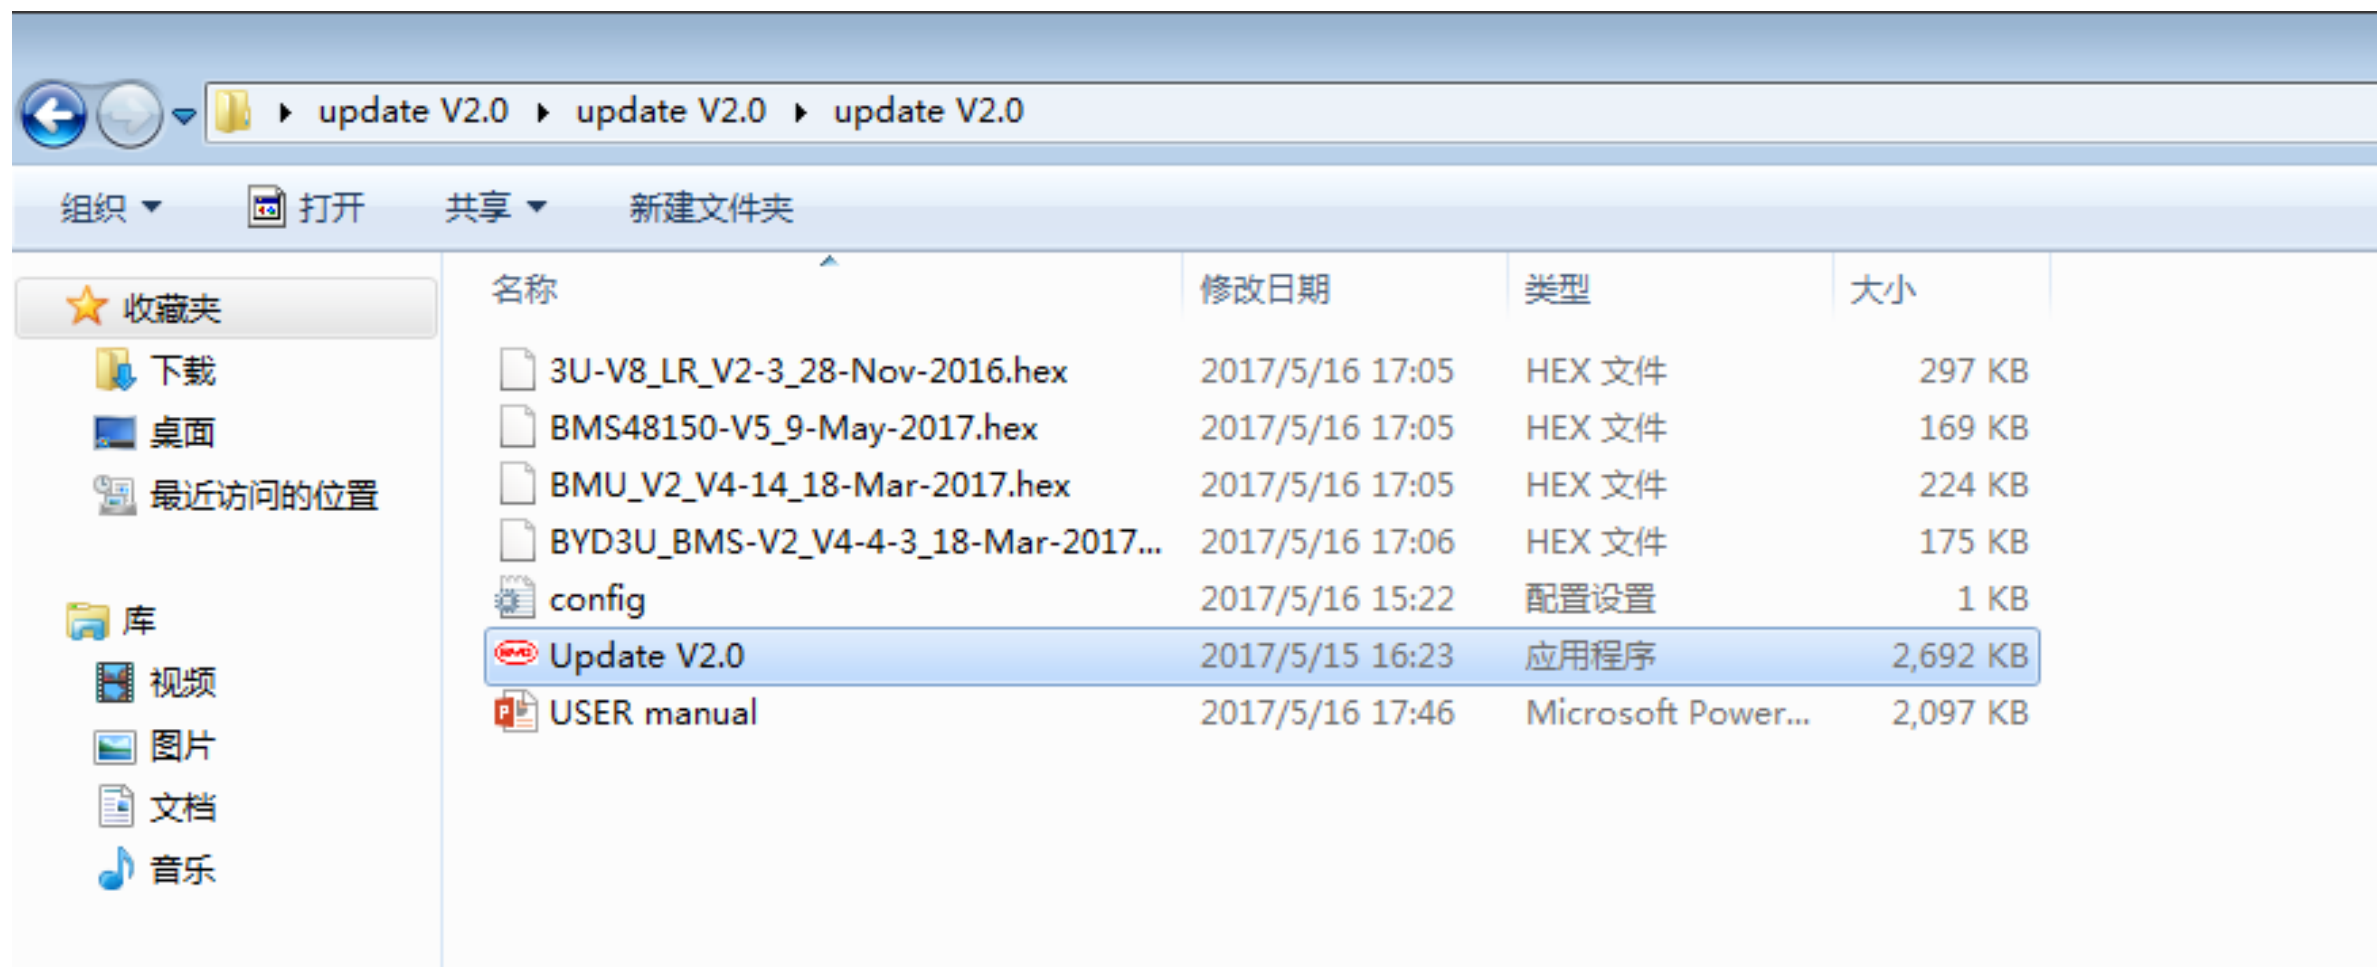 update V2.0 update V2.0 update V2.0
组织 打开 共享 新建文件夹
名称 修改日期 类型 大小
收藏夹
下载
桌面
最近访问的位置
库
视频
图片
文档
音乐
3U-V8_LR_V2-3_28-Nov-2016.hex 2017/5/16 17:05 HEX 文件 297 KB
BMS48150-V5_9-May-2017.hex 2017/5/16 17:05 HEX 文件 169 KB
BMU_V2_V4-14_18-Mar-2017.hex 2017/5/16 17:05 HEX 文件 224 KB
BYD3U_BMS-V2_V4-4-3_18-Mar-2017... 2017/5/16 17:06 HEX 文件 175 KB
config 2017/5/16 15:22 配置设置 1 KB
Update V2.0 2017/5/15 16:23 应用程序 2,692 KB
USER manual 2017/5/16 17:46 Microsoft Power... 2,097 KB